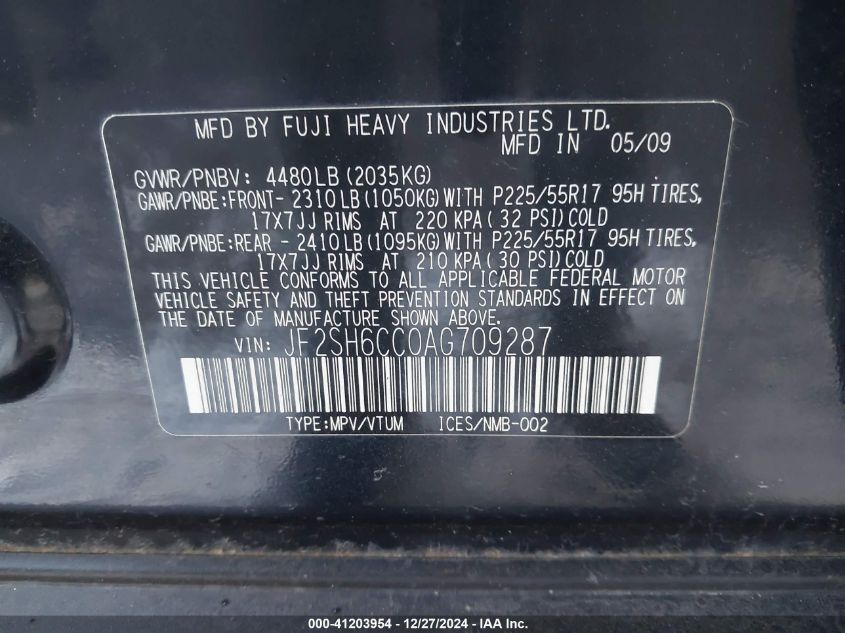 MFD BY FUJI HEAVY INDUSTRIES LTD.
MFD IN 05/09
GVWR/PNBV: 4480LB(2035KG)
GAWR/PNBE:FRONT- 2310LB(1050KG)WITH P225/55R17 95H TIRES,
17X7JJ RIMS AT 220 KPA(32 PSI)COLD
GAWR/PNBE:REAR - 2410LB(1095KG)WITH P225/55R17 95H TIRES,
17X7JJ RIMS AT 210 KPA(30 PSI)COLD
THIS VEHICLE CONFORMS TO ALL APPLICABLE FEDERAL MOTOR
VEHICLE SAFETY AND THEFT PREVENTION STANDARDS IN EFFECT ON
THE DATE OF MANUFACTURE SHOWN ABOVE.
VIN: JF2SH6CC0AG709287
TYPE:MPV/VTUM ICES/NMB-002
000-41203954 - 12/27/2024 - IAA Inc.